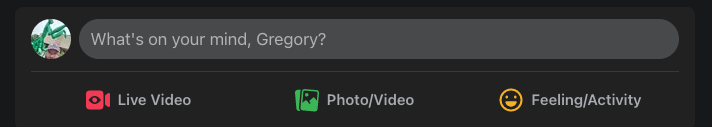 What's on your mind, Gregory?
Live Video
Photo/Video
Feeling/Activity